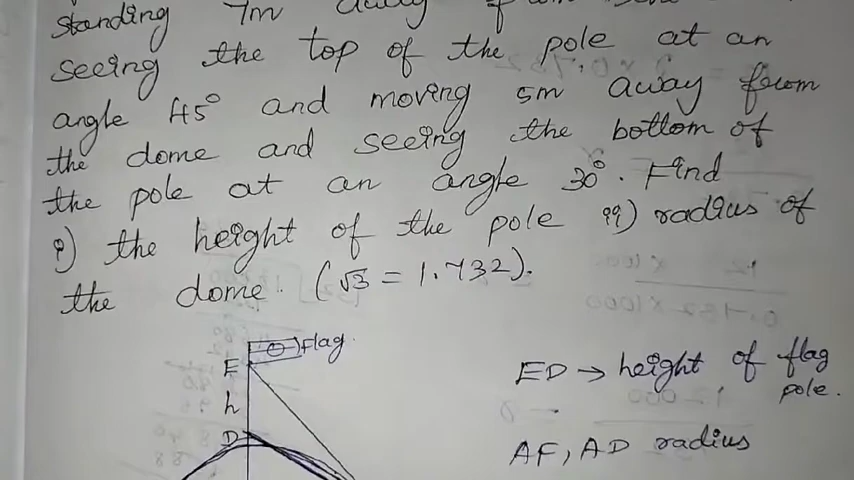 standing 7m away from
seeing the top of the pole at an
angle 45° and moving 5m away from
the dome and seeing the bottom of
the pole at an angle 30°. Find
i) the height of the pole ii) radius of
the dome. (√3 = 1.732).
Flag
E
h
D
ED → height of flag
pole.
AF, AD radius